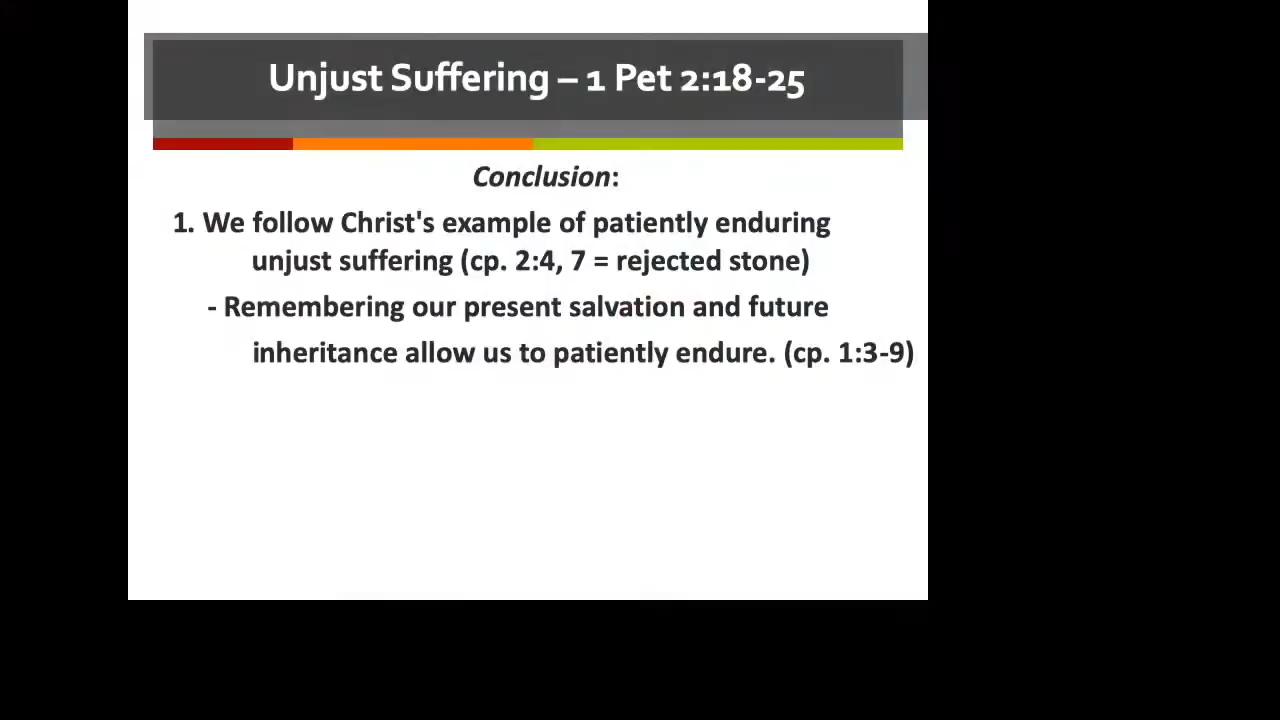 Unjust Suffering – 1 Pet 2:18-25
Conclusion:
1. We follow Christ's example of patiently enduring
unjust suffering (cp. 2:4, 7 = rejected stone)
- Remembering our present salvation and future
inheritance allow us to patiently endure. (cp. 1:3-9)